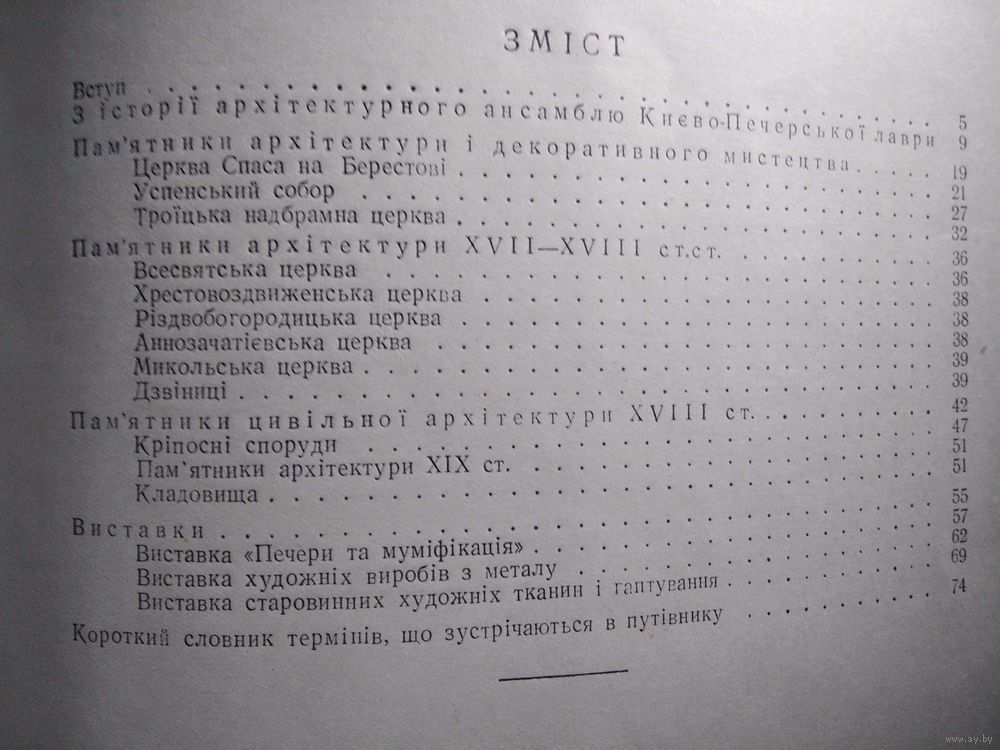 ЗМІСТ
Вступ . . . . . . . . . . . . . . . . . . . . 5
З історії архітектурного ансамблю Києво-Печерської лаври 9
Пам'ятники архітектури і декоративного мистецтва . . . . . 19
Церква Спаса на Берестові . . . . . . . . . . . . . . 21
Успенський собор . . . . . . . . . . . . . . . . . . 27
Троїцька надбрамна церква . . . . . . . . . . . . . . 32
Пам'ятники архітектури XVII—XVIII ст.ст. . . . . . . . 36
Всесвятська церква . . . . . . . . . . . . . . . . . 36
Хрестовоздвиженська церква . . . . . . . . . . . . . 38
Різдвобогородицька церква . . . . . . . . . . . . . . 38
Аннозачатієвська церква . . . . . . . . . . . . . . . 38
Микольська церква . . . . . . . . . . . . . . . . . . 39
Дзвіниці . . . . . . . . . . . . . . . . . . . . . . 39
Пам'ятники цивільної архітектури XVIII ст. . . . . . . 42
Кріпосні споруди . . . . . . . . . . . . . . . . . . 47
Пам'ятники архітектури XIX ст. . . . . . . . . . . . . 51
Кладовища . . . . . . . . . . . . . . . . . . . . . . 51
Виставки . . . . . . . . . . . . . . . . . . . . . . 55
Виставка «Печери та муміфікація» . . . . . . . . . . . 57
Виставка художніх виробів з металу . . . . . . . . . . 62
Виставка старовинних художніх тканин і гаптування . . . 69
Короткий словник термінів, що зустрічаються в путівнику . . . 74
www.ay.by